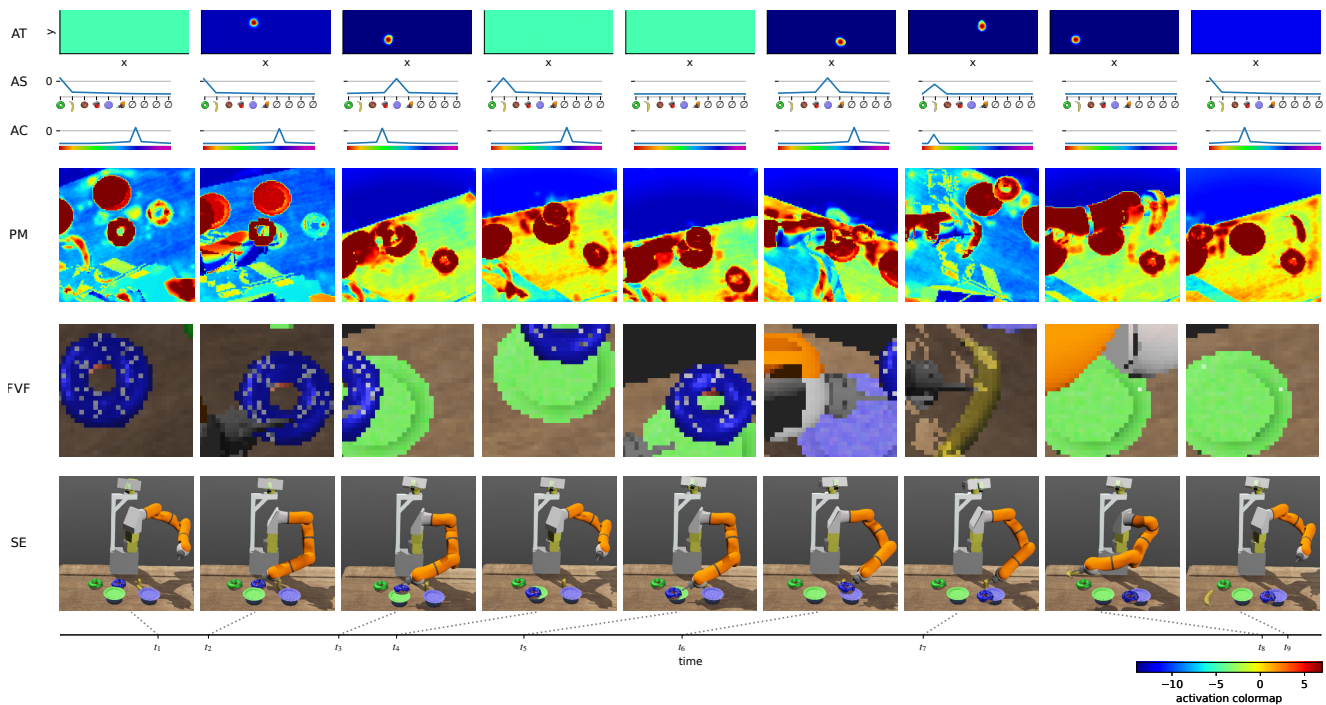 AT
y
x x x x x x x x x
AS
0
AC
0
PM
FVF
SE
t1 t2 t3 t4 t5 t6 t7 t8 t9
time
−10 −5 0 5
activation colormap